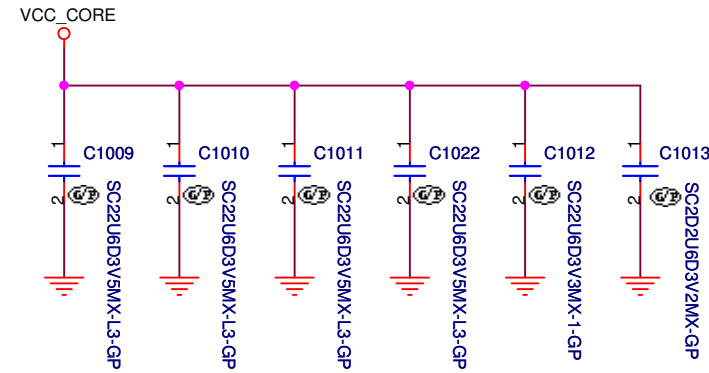 VCC_CORE
1
C1009
2
G/P
SC22U6D3V5MX-L3-GP
1
C1010
2
G/P
SC22U6D3V5MX-L3-GP
1
C1011
2
G/P
SC22U6D3V5MX-L3-GP
1
C1022
2
G/P
SC22U6D3V5MX-L3-GP
1
C1012
2
G/P
SC22U6D3V3MX-1-GP
1
C1013
2
G/P
SC2D2U6D3V2MX-GP